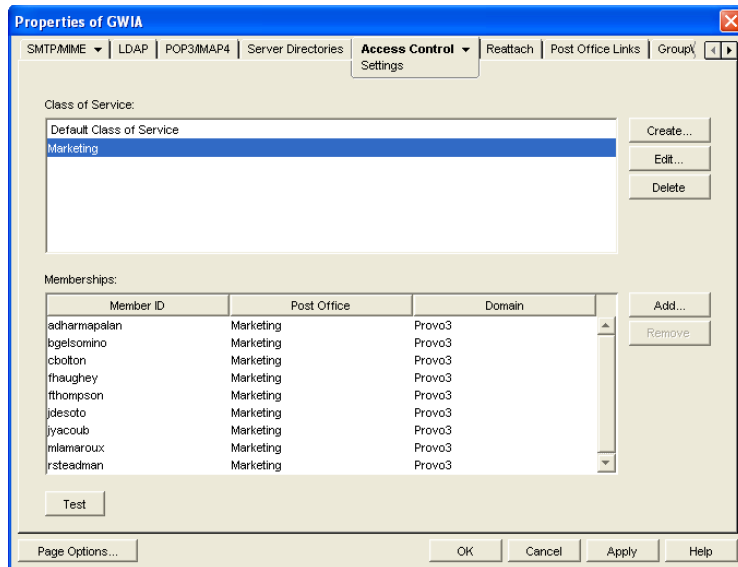 Properties of GWIA
SMTP/MIME LDAP POP3/IMAP4 Server Directories Access Control Reattach Post Office Links
Settings
Class of Service:
Default Class of Service
Marketing
Create...
Edit...
Delete
Memberships:
Member ID Post Office Domain
adharmapalan Marketing Provo3
bgelsomino Marketing Provo3
cbolton Marketing Provo3
fhaughey Marketing Provo3
fthompson Marketing Provo3
jdesoto Marketing Provo3
jyacoub Marketing Provo3
mlamaroux Marketing Provo3
rsteadman Marketing Provo3
Add...
Remove
Test
Page Options... OK Cancel Apply Help